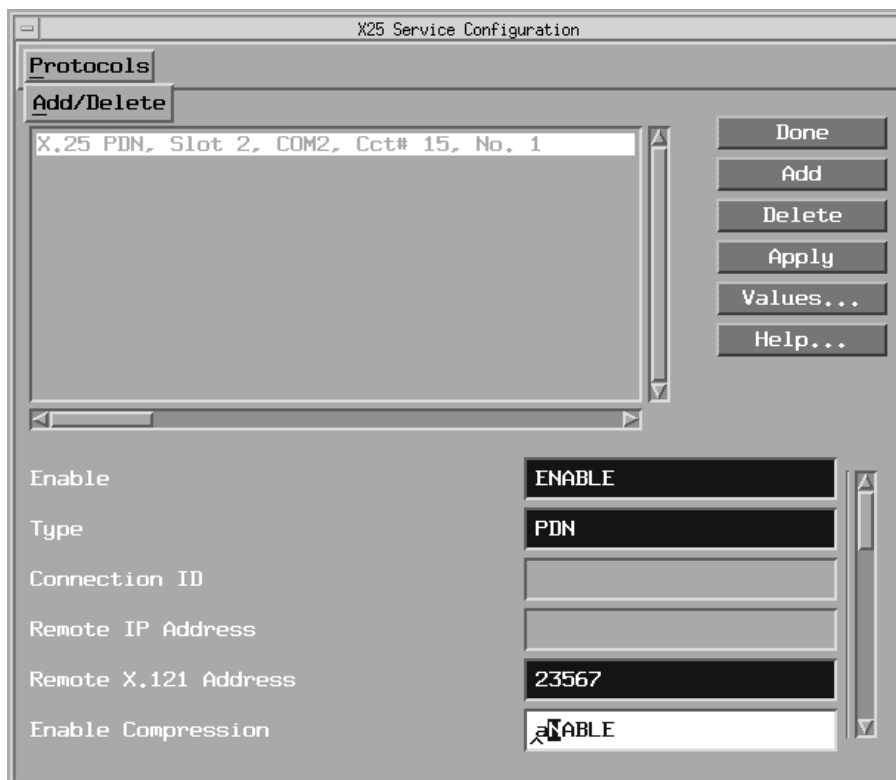 X25 Service Configuration
Protocols
Add/Delete
X.25 PDN, Slot 2, COM2, Cct# 15, No. 1
Done
Add
Delete
Apply
Values...
Help...
Enable ENABLE
Type PDN
Connection ID
Remote IP Address
Remote X.121 Address 23567
Enable Compression aNABLE